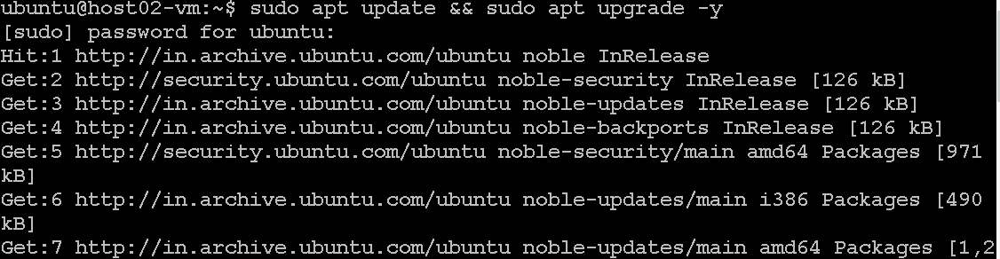 ubuntu@host02-vm:~$ sudo apt update && sudo apt upgrade -y
[sudo] password for ubuntu:
Hit:1 http://in.archive.ubuntu.com/ubuntu noble InRelease
Get:2 http://security.ubuntu.com/ubuntu noble-security InRelease [126 kB]
Get:3 http://in.archive.ubuntu.com/ubuntu noble-updates InRelease [126 kB]
Get:4 http://in.archive.ubuntu.com/ubuntu noble-backports InRelease [126 kB]
Get:5 http://security.ubuntu.com/ubuntu noble-security/main amd64 Packages [971
kB]
Get:6 http://in.archive.ubuntu.com/ubuntu noble-updates/main i386 Packages [490
kB]
Get:7 http://in.archive.ubuntu.com/ubuntu noble-updates/main amd64 Packages [1,2